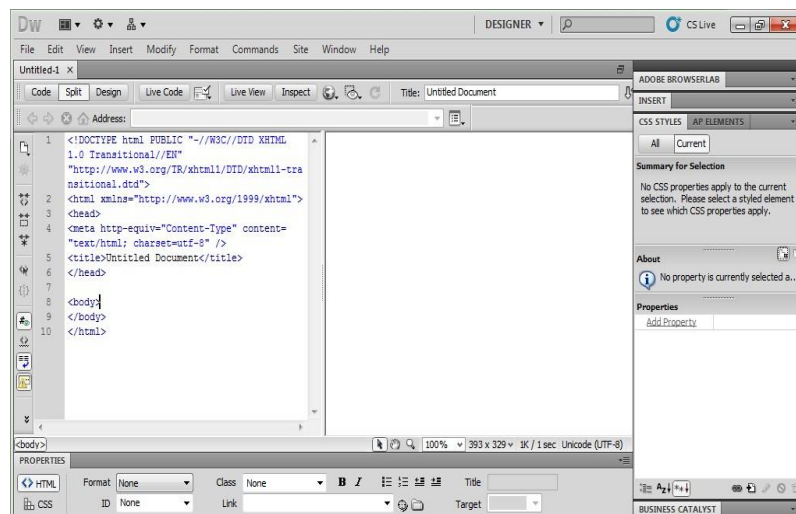 Dw DESIGNER CS Live
File Edit View Insert Modify Format Commands Site Window Help
Untitled-1 ×
Code Split Design Live Code Live View Inspect Title: Untitled Document
Address:
1 <!DOCTYPE html PUBLIC "-//W3C//DTD XHTML
1.0 Transitional//EN"
"http://www.w3.org/TR/xhtml1/DTD/xhtml1-tra
nsitional.dtd">
2 <html xmlns="http://www.w3.org/1999/xhtml">
3 <head>
4 <meta http-equiv="Content-Type" content=
"text/html; charset=utf-8" />
5 <title>Untitled Document</title>
6 </head>
7
8 <body>
9 </body>
10 </html>
<body> 100% 393 x 329 1K / 1 sec Unicode (UTF-8)
PROPERTIES
<> HTML Format None Class None B I Title
CSS ID None Link Target
ADOBE BROWSERLAB
INSERT
CSS STYLES AP ELEMENTS
All Current
Summary for Selection
No CSS properties apply to the current
selection. Please select a styled element
to see which CSS properties apply.
About
No property is currently selected a..
Properties
Add Property
BUSINESS CATALYST